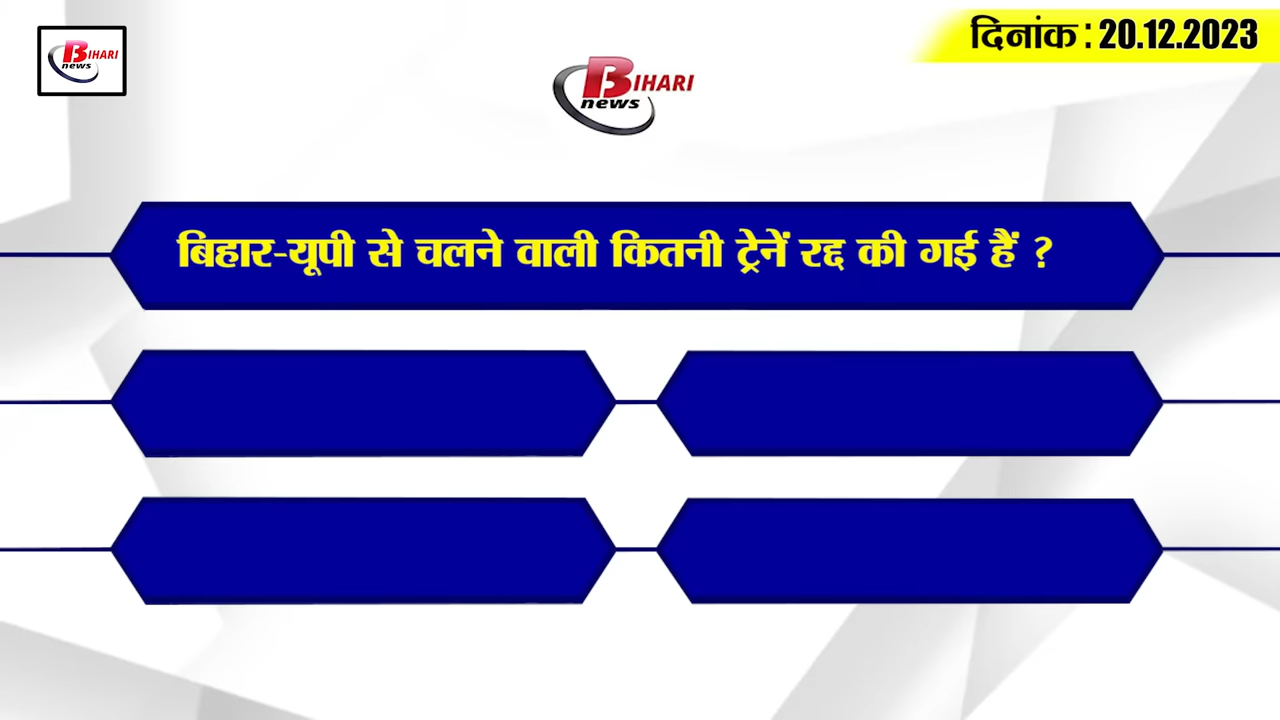 BIHARI
news
दिनांक : 20.12.2023
BIHARI
news
बिहार-यूपी से चलने वाली कितनी ट्रेनें रद्द की गई हैं ?